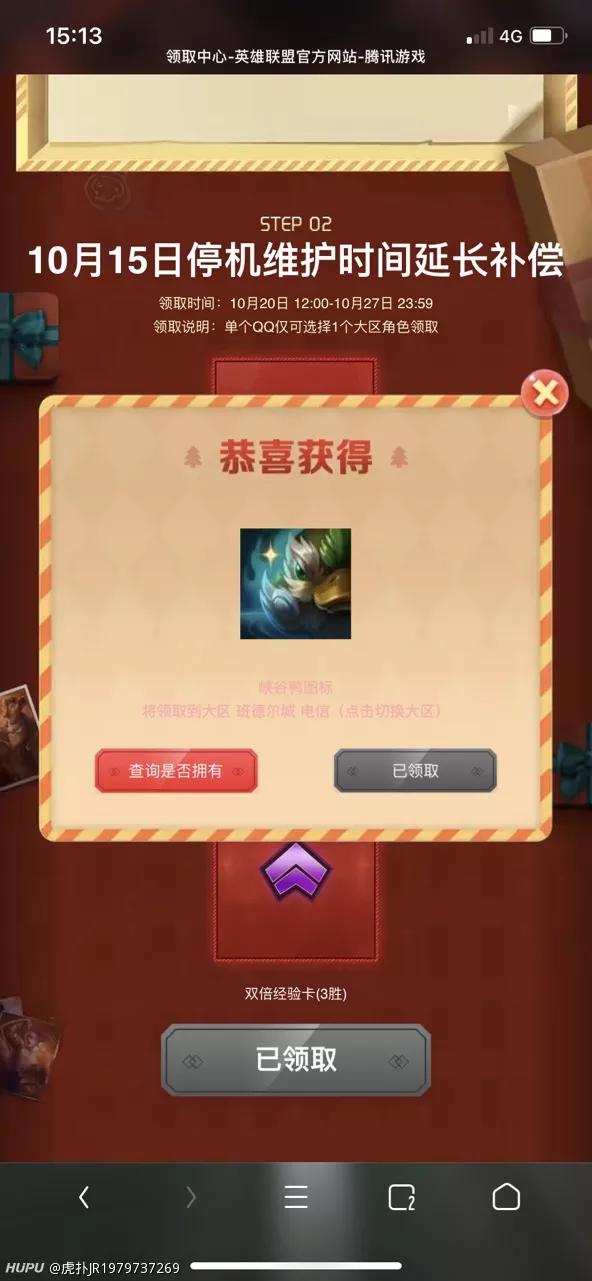 15:13
4G
领取中心-英雄联盟官方网站-腾讯游戏
STEP 02
10月15日停机维护时间延长补偿
领取时间：10月20日 12:00-10月27日 23:59
领取说明：单个QQ仅可选择1个大区角色领取
恭喜获得
峡谷鸭图标
将领取到大区 班德尔城 电信（点击切换大区）
查询是否拥有
已领取
双倍经验卡(3胜)
已领取
2
HUPU @虎扑JR1979737269